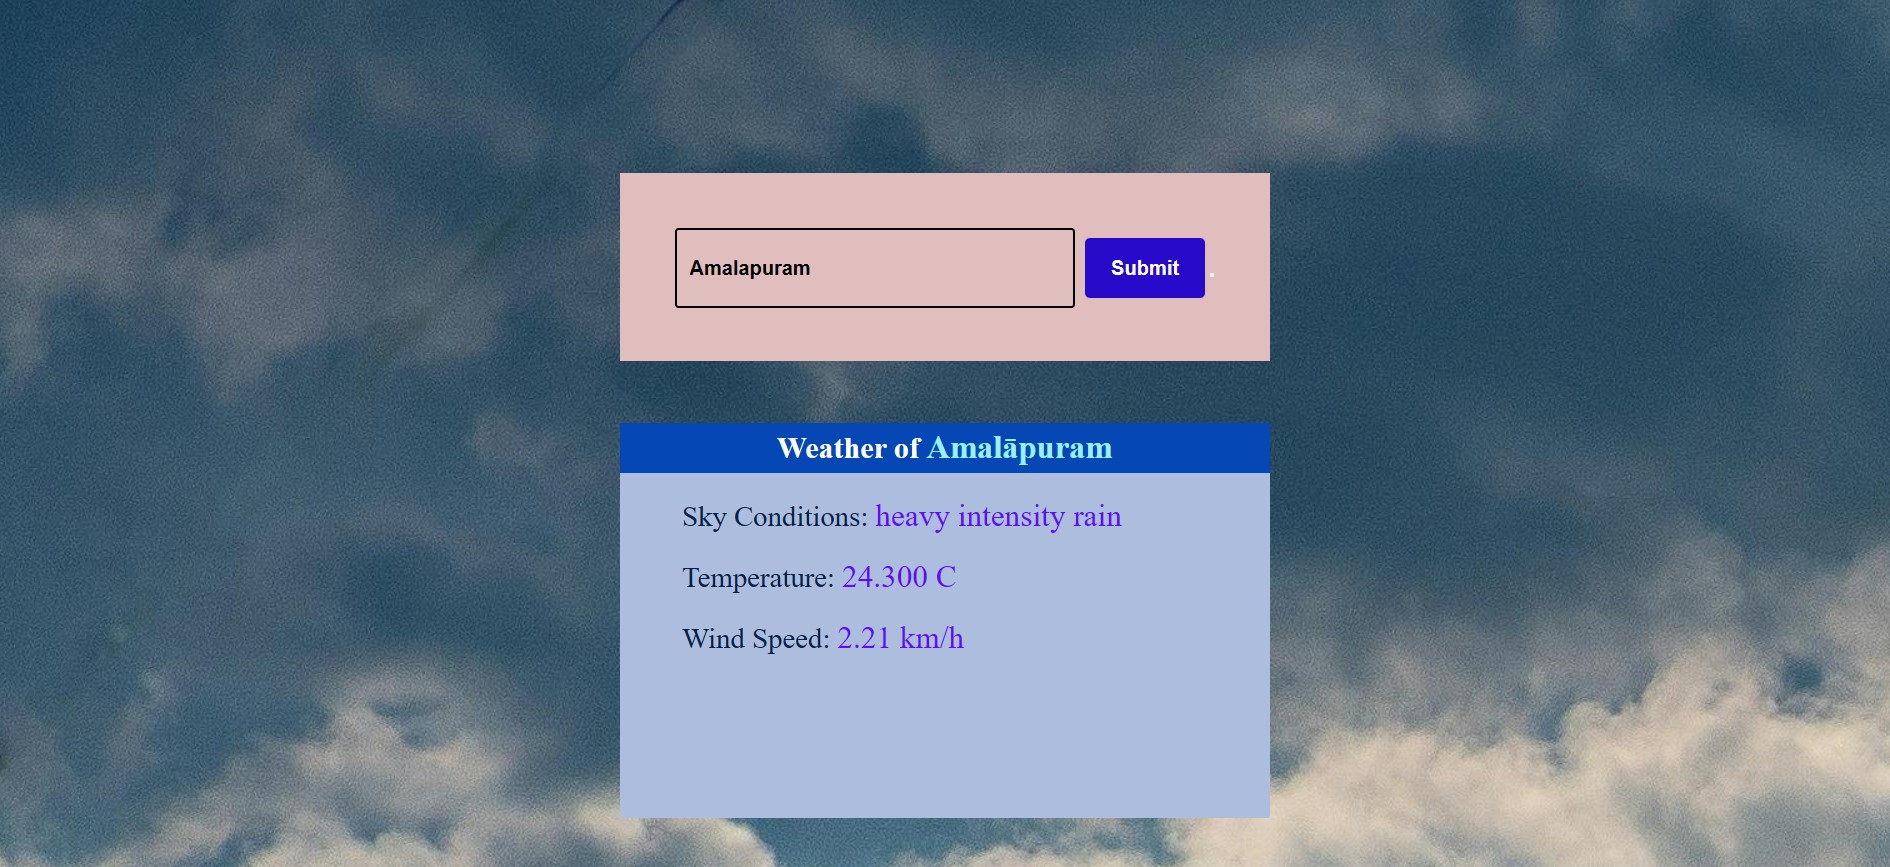 Amalapuram
Submit .
Weather of Amalāpuram
Sky Conditions: heavy intensity rain
Temperature: 24.300 C
Wind Speed: 2.21 km/h